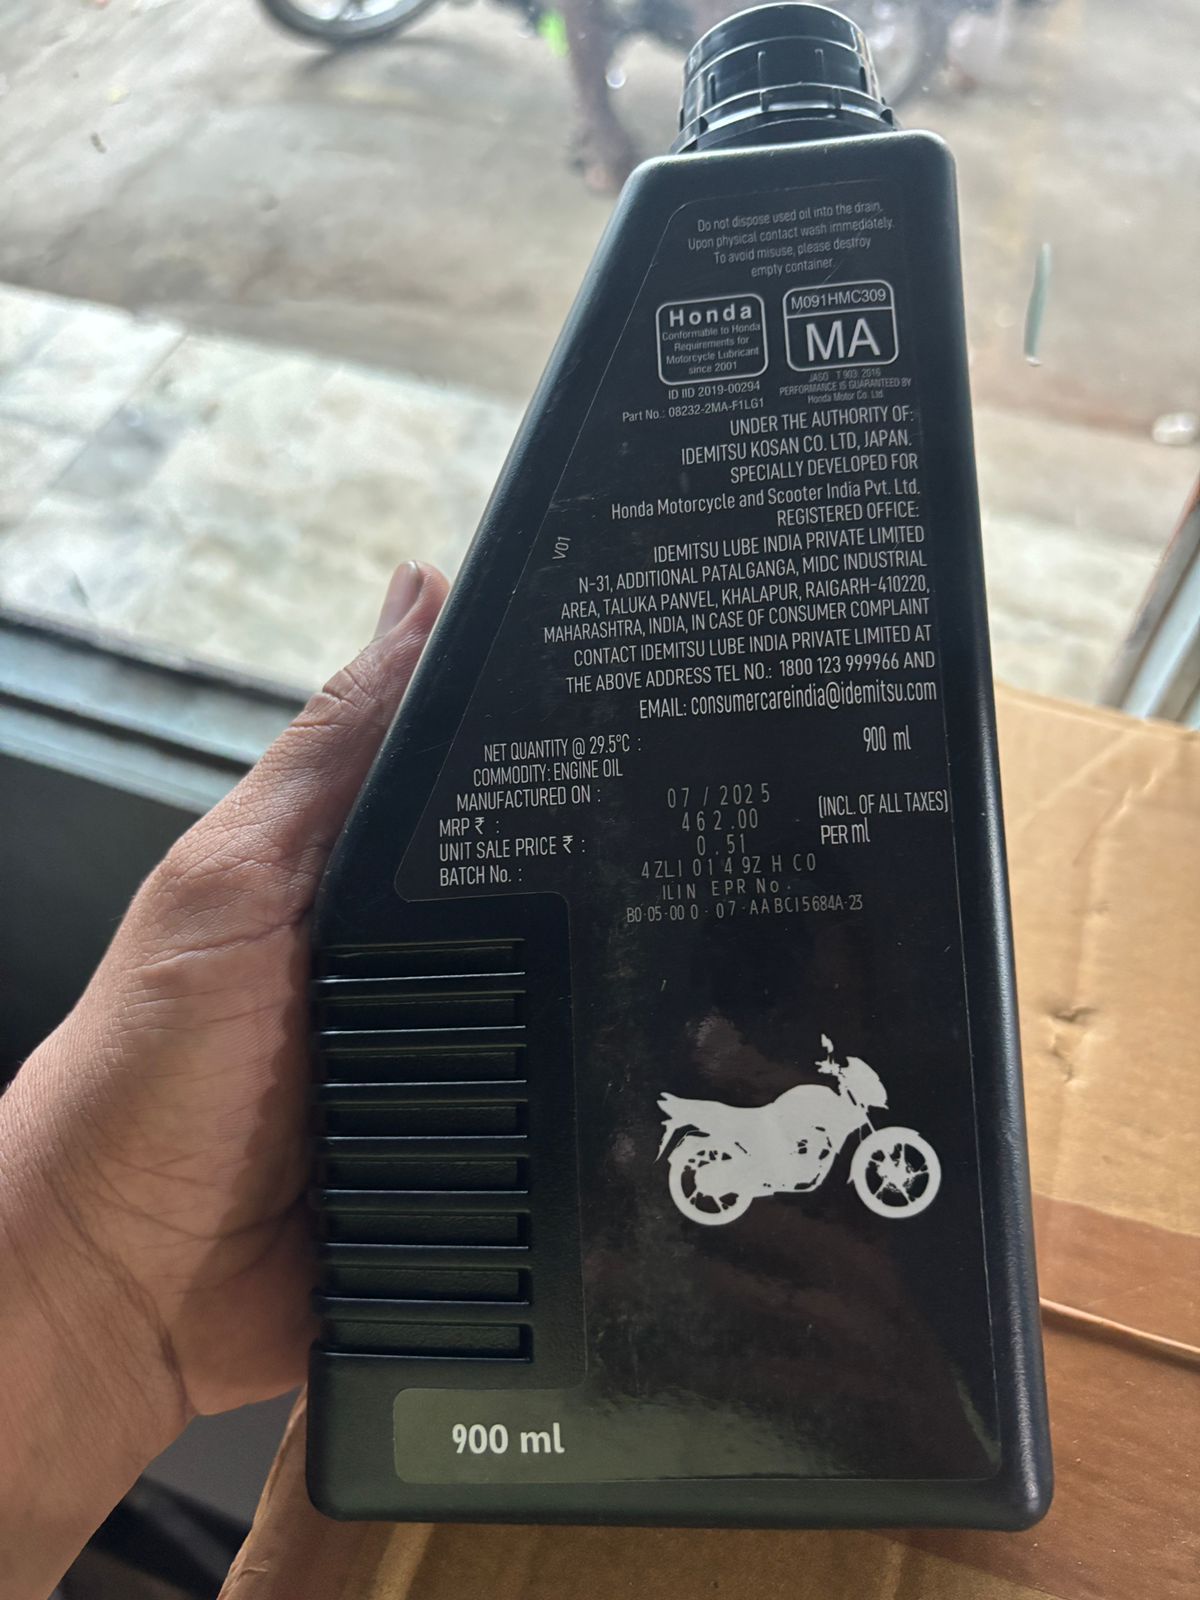 Do not dispose used oil into the drain.
Upon physical contact wash immediately.
To avoid misuse, please destroy
empty container.
Honda
Conformable to Honda
Requirements for
Motorcycle Lubricant
since 2001
ID IID 2019-00294
Part No.: 08232-2MA-F1LG1
M091HMC309
MA
JASO T 903: 2016
PERFORMANCE IS GUARANTEED BY
Honda Motor Co. Ltd.
UNDER THE AUTHORITY OF:
IDEMITSU KOSAN CO. LTD, JAPAN.
SPECIALLY DEVELOPED FOR
Honda Motorcycle and Scooter India Pvt. Ltd.
REGISTERED OFFICE:
IDEMITSU LUBE INDIA PRIVATE LIMITED
N-31, ADDITIONAL PATALGANGA, MIDC INDUSTRIAL
AREA, TALUKA PANVEL, KHALAPUR, RAIGARH-410220,
MAHARASHTRA, INDIA, IN CASE OF CONSUMER COMPLAINT
CONTACT IDEMITSU LUBE INDIA PRIVATE LIMITED AT
THE ABOVE ADDRESS TEL NO.: 1800 123 999966 AND
EMAIL: consumercareindia@idemitsu.com
V01
NET QUANTITY @ 29.5ºC : 900 ml
COMMODITY: ENGINE OIL
MANUFACTURED ON : 07 / 2025
MRP ₹ : 462.00 (INCL. OF ALL TAXES)
UNIT SALE PRICE ₹ : 0.51 PER ml
BATCH No. : 4ZLI0149ZHCO
ILIN EPR No.
BO-05-000-07-AABCI5684A-23
900 ml